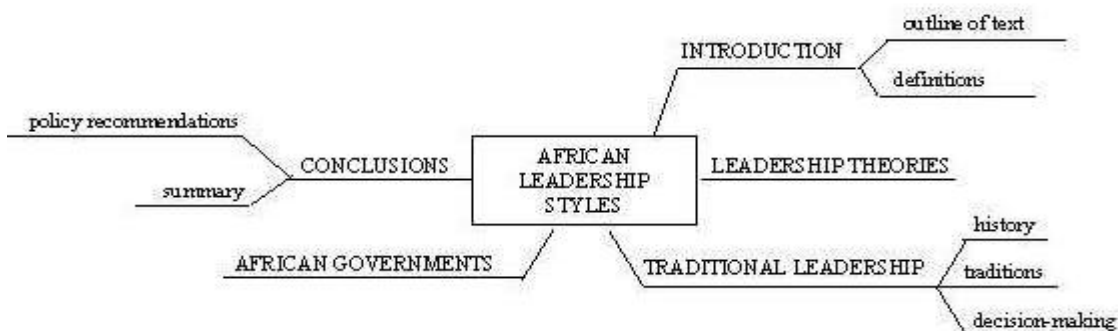 outline of text
INTRODUCTION
definitions
policy recommendations
AFRICAN
LEADERSHIP
STYLES
CONCLUSIONS
LEADERSHIP THEORIES
summary
history
AFRICAN GOVERNMENTS
TRADITIONAL LEADERSHIP
traditions
decision-making